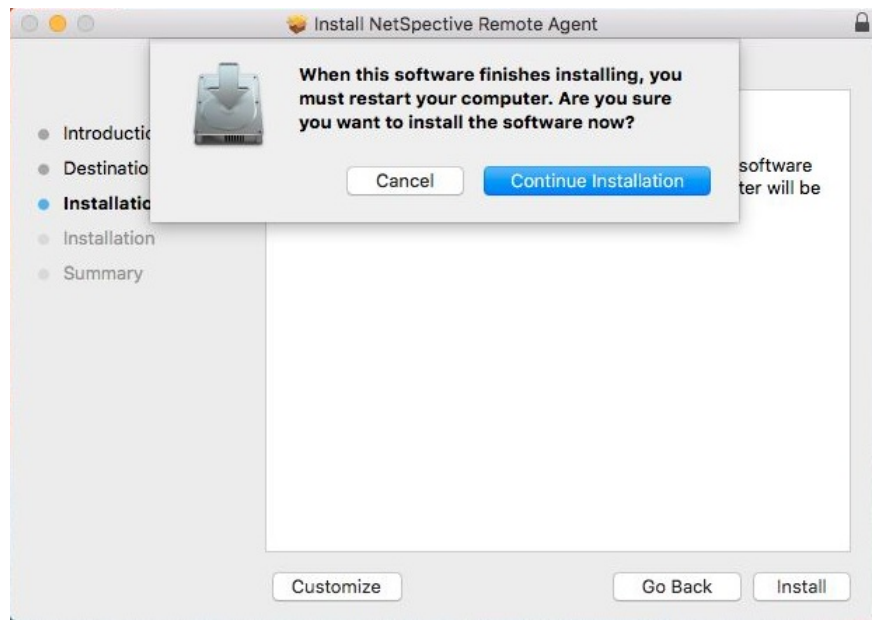 Install NetSpective Remote Agent
When this software finishes installing, you
must restart your computer. Are you sure
you want to install the software now?
Cancel
Continue Installation
software
ter will be
Introductio
Destinatio
Installatio
Installation
Summary
Customize
Go Back
Install